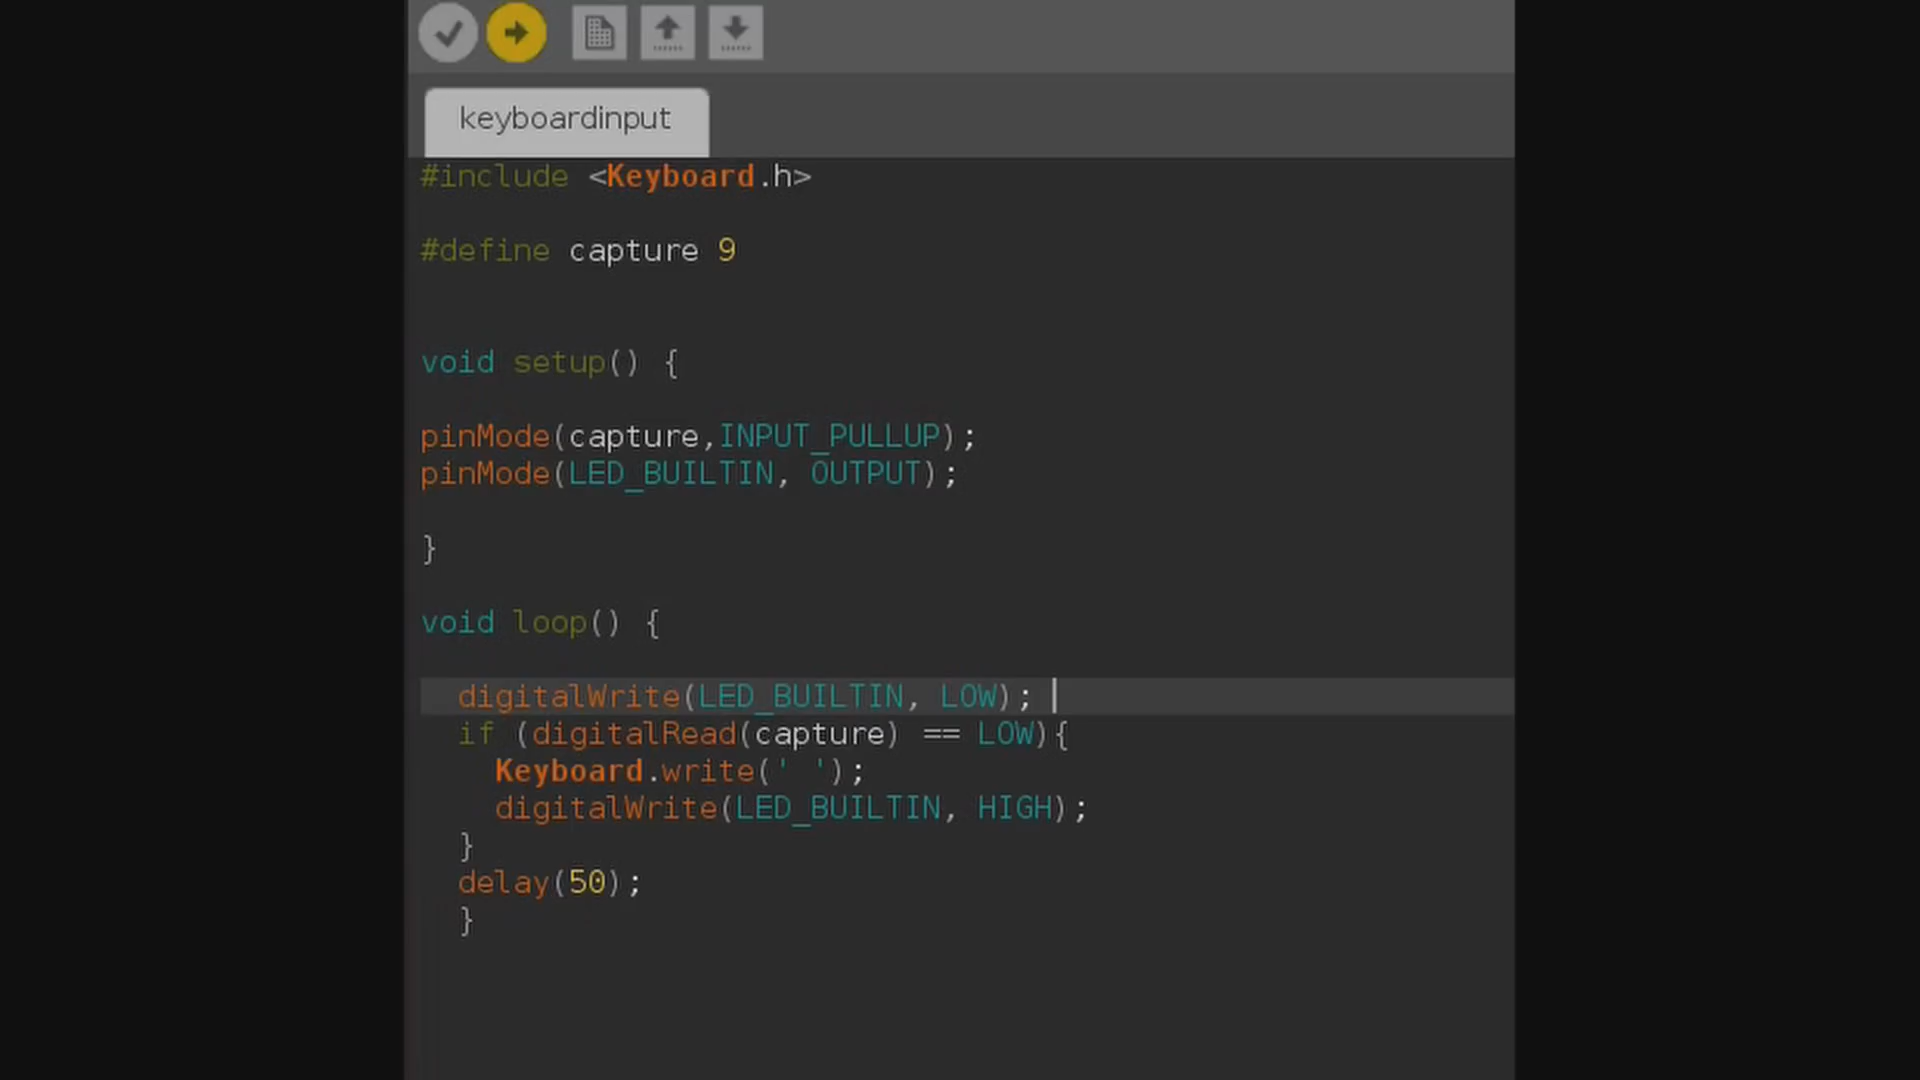 keyboardinput
#include <Keyboard.h>
#define capture 9
void setup() {
pinMode(capture,INPUT_PULLUP);
pinMode(LED_BUILTIN, OUTPUT);
}
void loop() {
digitalWrite(LED_BUILTIN, LOW);
if (digitalRead(capture) == LOW){
Keyboard.write(' ');
digitalWrite(LED_BUILTIN, HIGH);
}
delay(50);
}